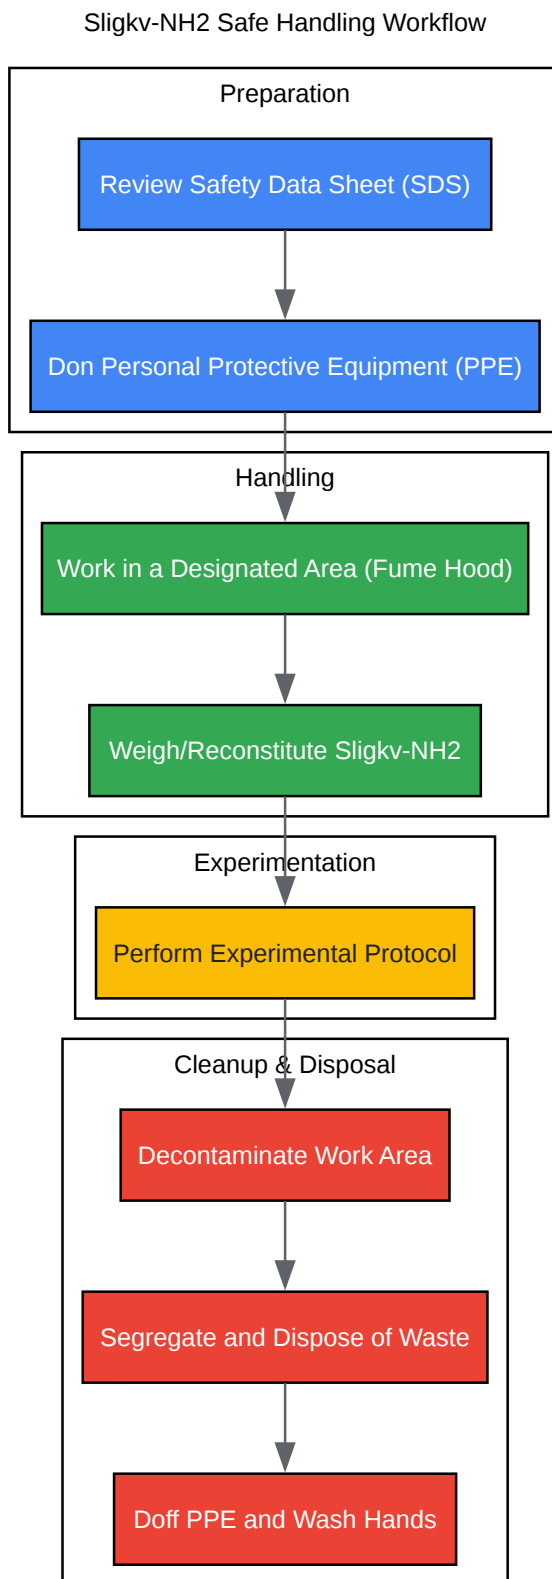 Sligkv-NH2 Safe Handling Workflow
Preparation
Review Safety Data Sheet (SDS)
Don Personal Protective Equipment (PPE)
Handling
Work in a Designated Area (Fume Hood)
Weigh/Reconstitute Sligkv-NH2
Experimentation
Perform Experimental Protocol
Cleanup & Disposal
Decontaminate Work Area
Segregate and Dispose of Waste
Doff PPE and Wash Hands